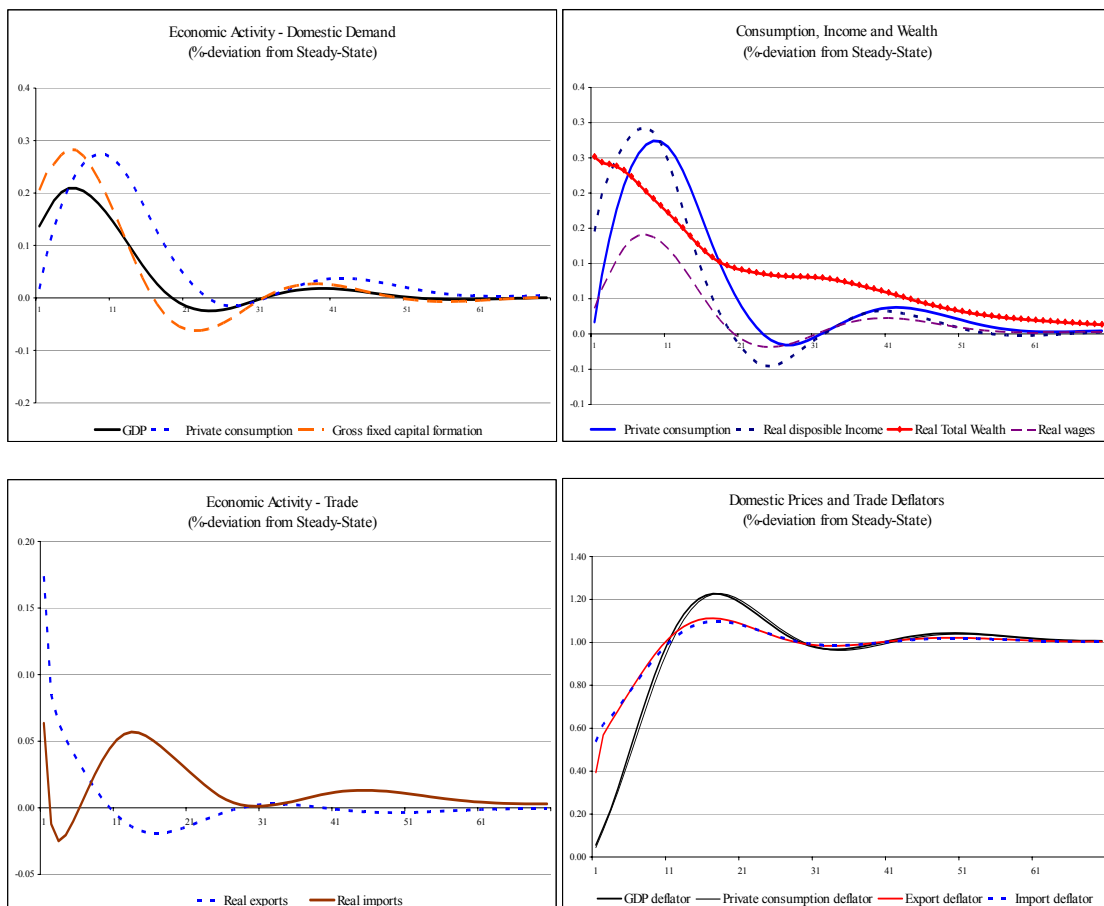 Economic Activity - Domestic Demand
(%-deviation from Steady-State)
0.4
0.3
0.2
0.1
0.0
-0.1
-0.2
1 11 21 31 41 51 61
GDP Private consumption Gross fixed capital formation
Consumption, Income and Wealth
(%-deviation from Steady-State)
0.4
0.3
0.3
0.2
0.2
0.1
0.1
0.0
-0.1
-0.1
1 11 21 31 41 51 61
Private consumption Real disposible Income Real Total Wealth Real wages
Economic Activity - Trade
(%-deviation from Steady-State)
0.20
0.15
0.10
0.05
0.00
-0.05
1 11 21 31 41 51 61
Real exports Real imports
Domestic Prices and Trade Deflators
(%-deviation from Steady-State)
1.40
1.20
1.00
0.80
0.60
0.40
0.20
0.00
1 11 21 31 41 51 61
GDP deflator Private consumption deflator Export deflator Import deflator